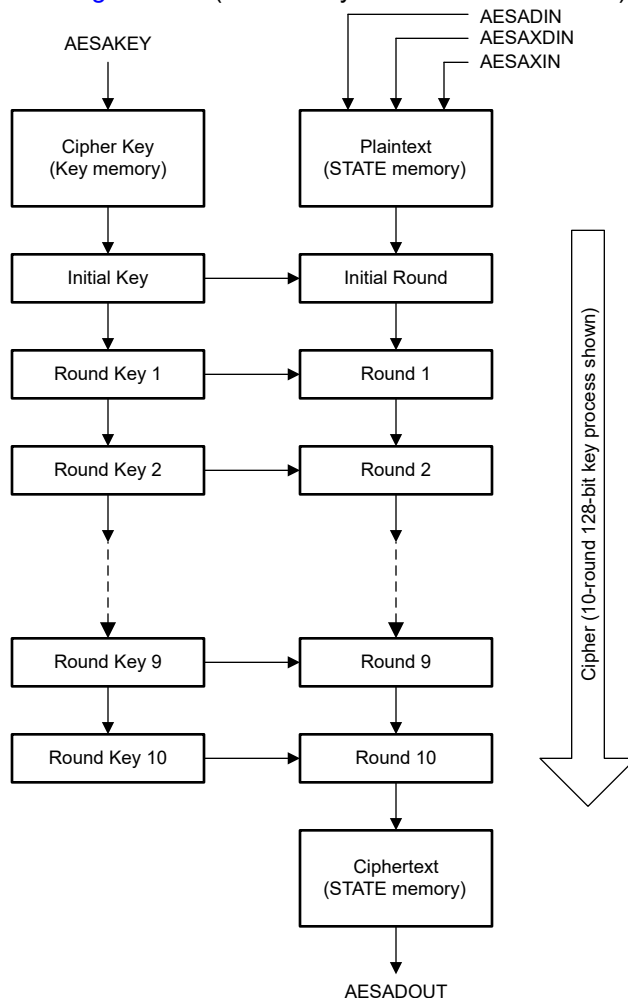 AESADIN
AESAXDIN
AESAKEY
AESAXIN
Cipher Key
(Key memory)
Plaintext
(STATE memory)
Initial Key
Initial Round
Round Key 1
Round 1
Round Key 2
Round 2
Cipher (10-round 128-bit key process shown)
Round Key 9
Round 9
Round Key 10
Round 10
Ciphertext
(STATE memory)
AESADOUT